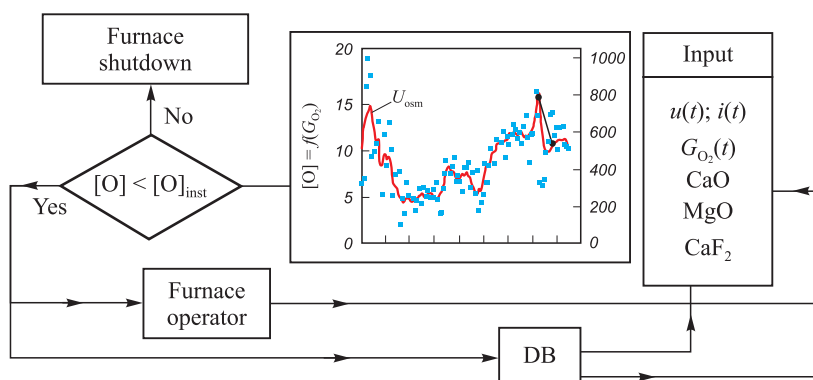 Furnace
shutdown
No
[O] < [O]inst
Yes
[O] = f(GO2)
20
15
10
5
0
Uosm
1000
800
600
400
200
0
Input
u(t); i(t)
GO2(t)
CaO
MgO
CaF2
Furnace
operator
DB